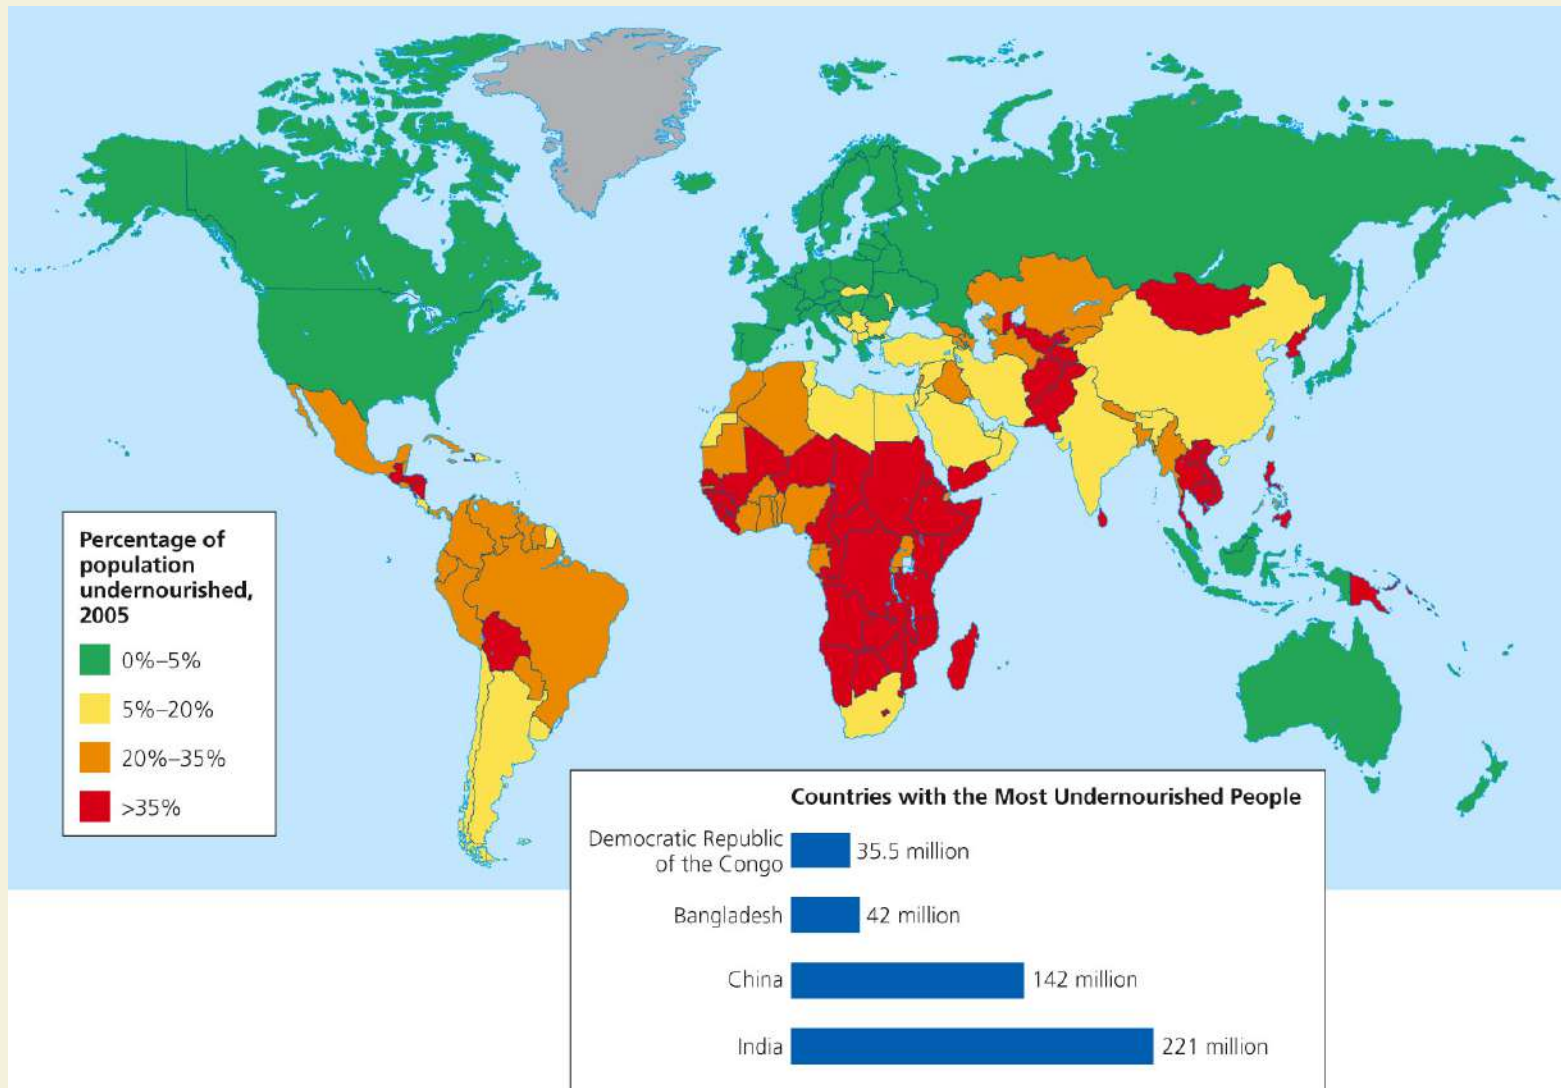 Percentage of
population
undernourished,
2005
0%–5%
5%–20%
20%–35%
>35%
Countries with the Most Undernourished People
Democratic Republic
of the Congo
35.5 million
Bangladesh
42 million
China
142 million
India
221 million